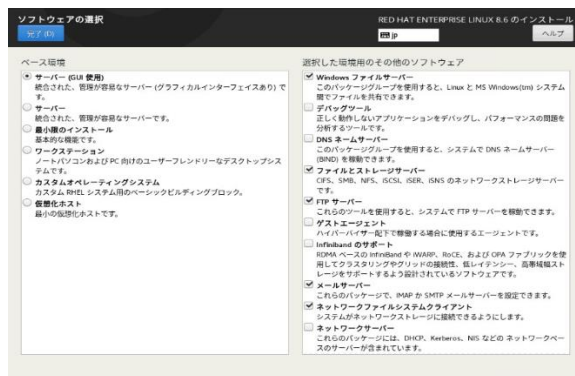 ソフトウェアの選択
完了(D)
RED HAT ENTERPRISE LINUX 8.6 のインストール
jp
ヘルプ
ベース環境
サーバー (GUI 使用)
統合された、管理が容易なサーバー (グラフィカルインターフェイスあり) で
す。
サーバー
統合された、管理が容易なサーバーです。
最小限のインストール
基本的な機能です。
ワークステーション
ノートパソコンおよび PC 向けのユーザーフレンドリーなデスクトップシス
テムです。
カスタムオペレーティングシステム
カスタム RHEL システム用のベーシックビルディングブロック。
仮想化ホスト
最小の仮想化ホストです。
選択した環境用のその他のソフトウェア
Windows ファイルサーバー
このパッケージグループを使用すると、Linux と MS Windows(tm) システム
間でファイルを共有できます。
デバッグツール
正しく動作しないアプリケーションをデバッグし、パフォーマンスの問題を
分析するツールです。
DNS ネームサーバー
このパッケージグループを使用すると、システムで DNS ネームサーバー
(BIND) を稼動できます。
ファイルとストレージサーバー
CIFS、SMB、NFS、iSCSI、iSER、iSNS のネットワークストレージサーバー
です。
FTP サーバー
これらのツールを使用すると、システムで FTP サーバーを稼動できます。
ゲストエージェント
ハイパーバイザー配下で稼働する場合に使用するエージェントです。
Infiniband のサポート
RDMA ベースの InfiniBand や iWARP、RoCE、および OPA ファブリックを使
用してクラスタリングやグリッドの接続性、低レイテンシー、高帯域幅スト
レージをサポートするよう設計されているソフトウェアです。
メールサーバー
これらのパッケージで、IMAP か SMTP メールサーバーを設定できます。
ネットワークファイルシステムクライアント
システムがネットワークストレージに接続できるようにします。
ネットワークサーバー
これらのパッケージには、DHCP、Kerberos、NIS などの ネットワークベー
スのサーバーが含まれています。